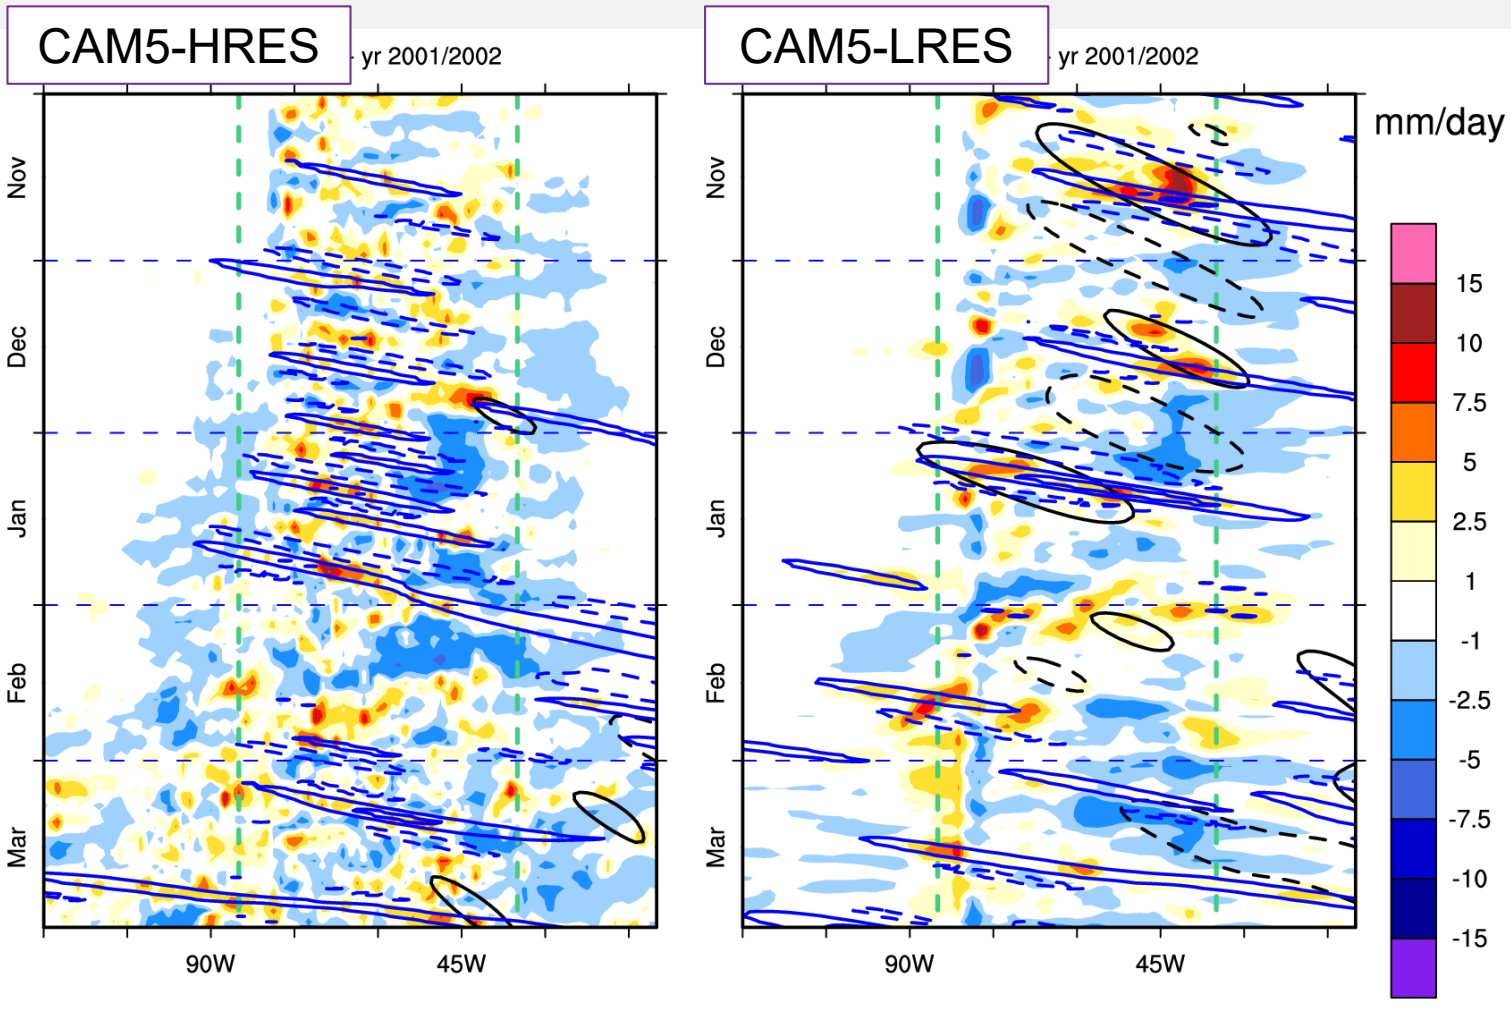 CAM5-HRES
yr 2001/2002
CAM5-LRES
yr 2001/2002
mm/day
Nov
Dec
Jan
Feb
Mar
90W
45W
Nov
Dec
Jan
Feb
Mar
90W
45W
15
10
7.5
5
2.5
1
-1
-2.5
-5
-7.5
-10
-15